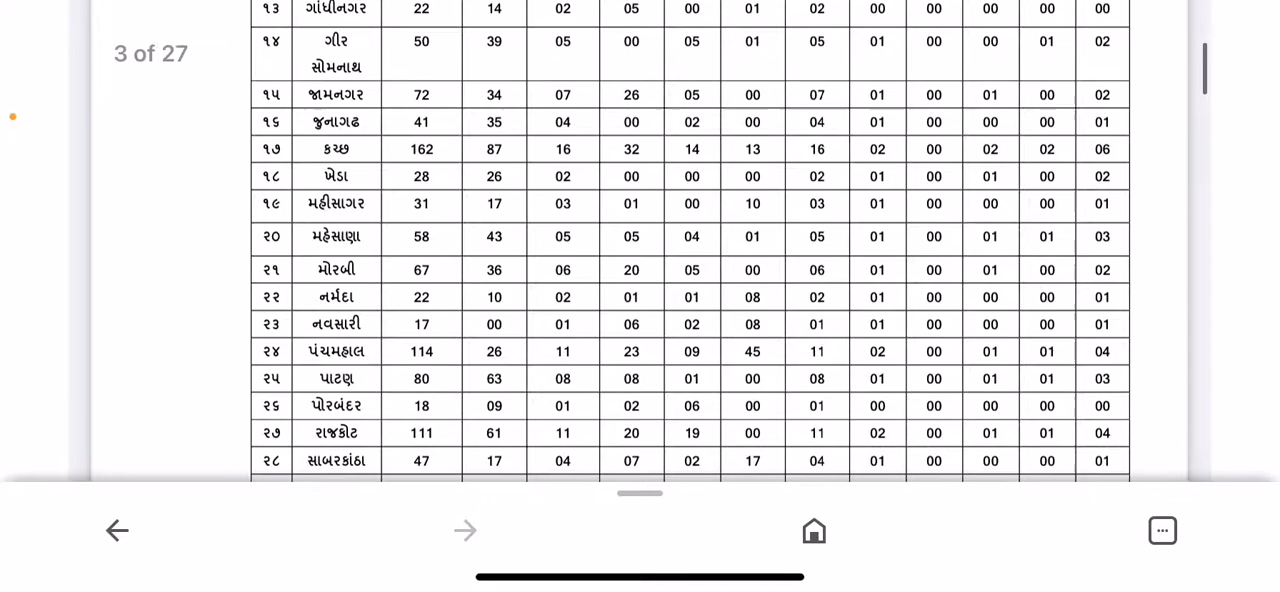 ૧૩ ગાંધીનગર 22 14 02 05 00 01 02 00 00 00 00 00
3 of 27
૧૪ ગીર સોમનાથ 50 39 05 00 05 01 05 01 00 00 01 02
૧૫ જામનગર 72 34 07 26 05 00 07 01 00 01 00 02
૧૬ જુનાગઢ 41 35 04 00 02 00 04 01 00 00 00 01
૧૭ કચ્છ 162 87 16 32 14 13 16 02 00 02 02 06
૧૮ ખેડા 28 26 02 00 00 00 02 01 00 01 00 02
૧૯ મહીસાગર 31 17 03 01 00 10 03 01 00 00 00 01
૨૦ મહેસાણા 58 43 05 05 04 01 05 01 00 01 01 03
૨૧ મોરબી 67 36 06 20 05 00 06 01 00 01 00 02
૨૨ નર્મદા 22 10 02 01 01 08 02 01 00 00 00 01
૨૩ નવસારી 17 00 01 06 02 08 01 01 00 00 00 01
૨૪ પંચમહાલ 114 26 11 23 09 45 11 02 00 01 01 04
૨૫ પાટણ 80 63 08 08 01 00 08 01 00 01 01 03
૨૬ પોરબંદર 18 09 01 02 06 00 01 00 00 00 00 00
૨૭ રાજકોટ 111 61 11 20 19 00 11 02 00 01 01 04
૨૮ સાબરકાંઠા 47 17 04 07 02 17 04 01 00 00 00 01